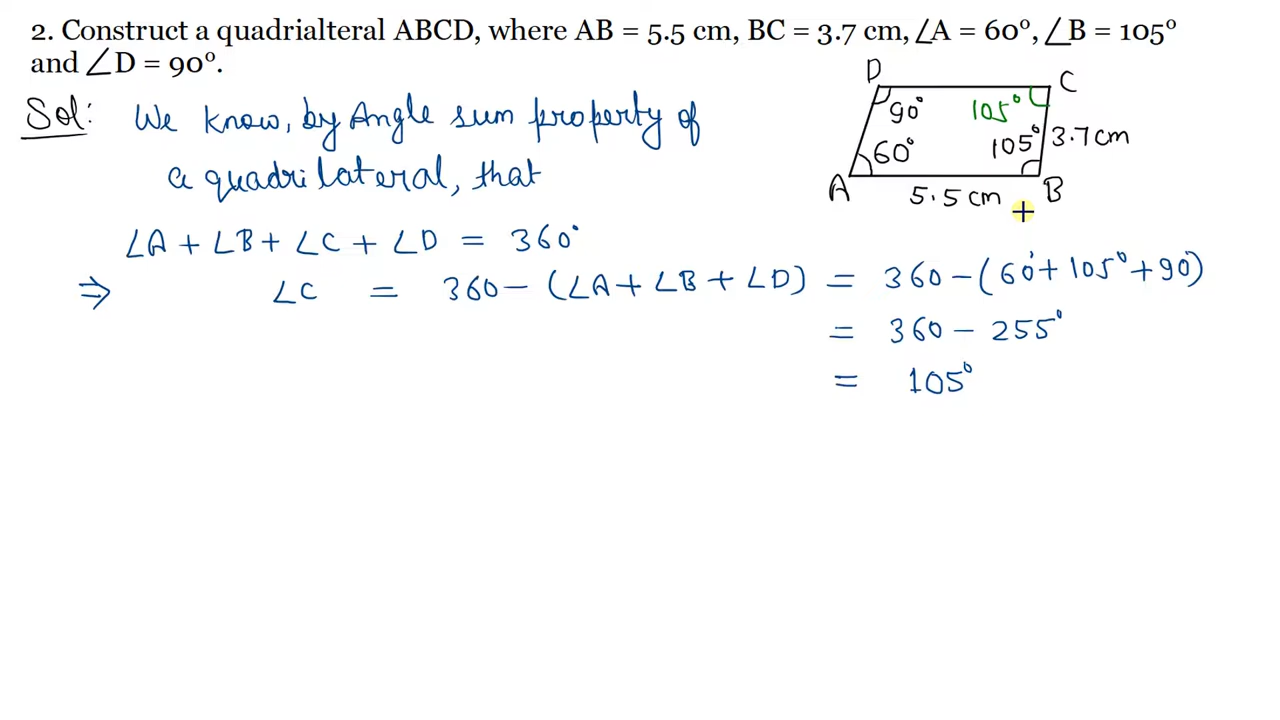 2. Construct a quadrialteral ABCD, where AB = 5.5 cm, BC = 3.7 cm, ∠A = 60°, ∠B = 105°
and ∠D = 90°.
D
C
90°
105°
60°
105°
3.7 cm
A
5.5 cm
B
Sol: We know, by Angle sum property of
a quadrilateral, that
∠A + ∠B + ∠C + ∠D = 360°
⇒ ∠C = 360 - (∠A + ∠B + ∠D) = 360 - (60° + 105° + 90°)
= 360 - 255°
= 105°